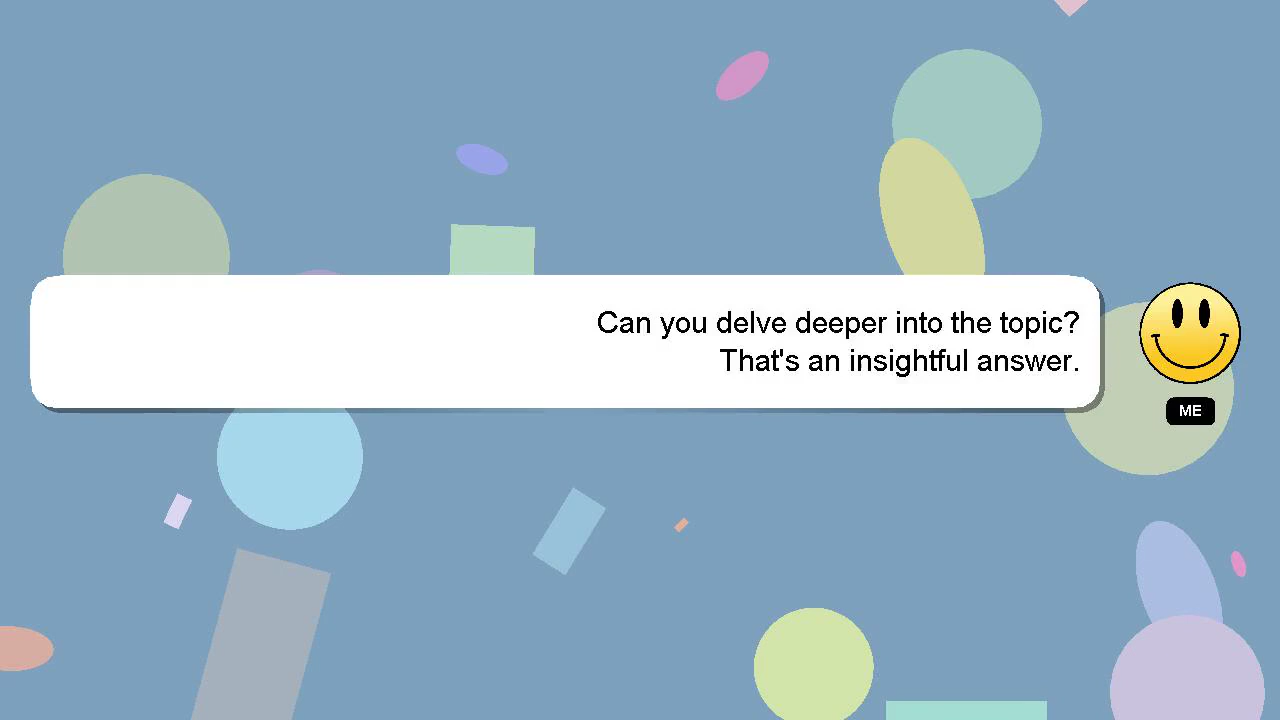 Can you delve deeper into the topic?
That's an insightful answer.
ME